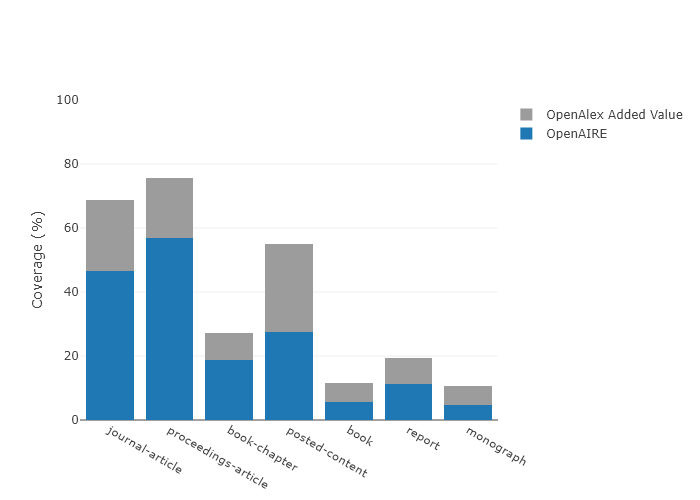 100
80
60
40
20
0
Coverage (%)
journal-article
proceedings-article
book-chapter
posted-content
book
report
monograph
OpenAlex Added Value
OpenAIRE